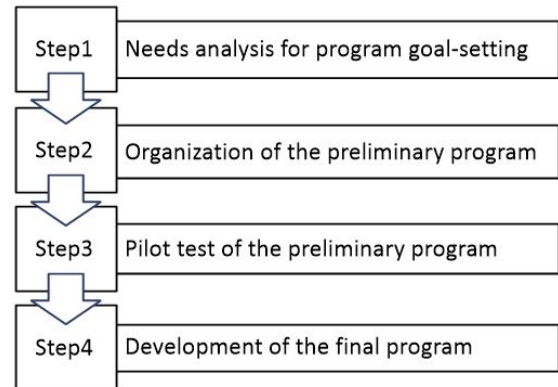 Step1 Needs analysis for program goal-setting
Step2 Organization of the preliminary program
Step3 Pilot test of the preliminary program
Step4 Development of the final program